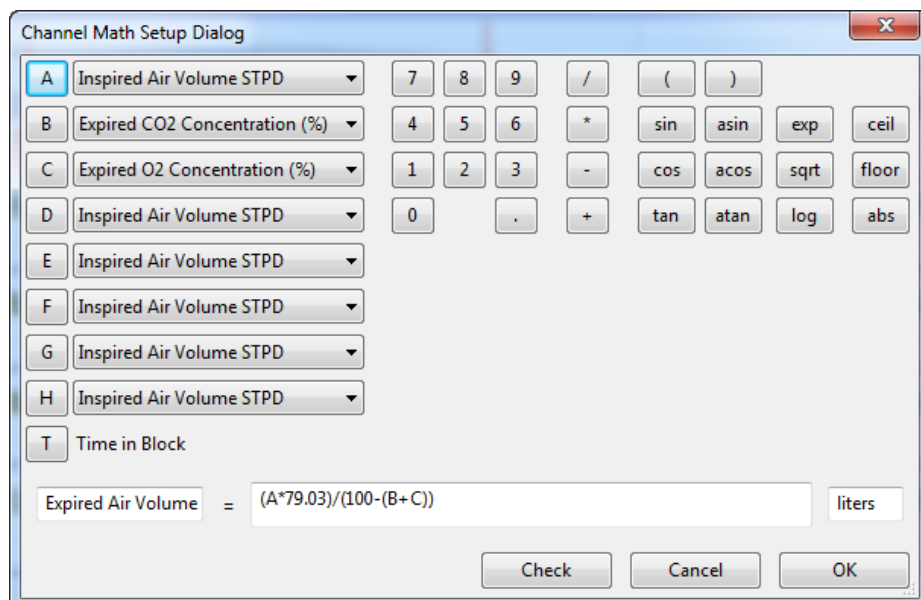 Channel Math Setup Dialog
A Inspired Air Volume STPD 7 8 9 / ( )
B Expired CO2 Concentration (%) 4 5 6 * sin asin exp ceil
C Expired O2 Concentration (%) 1 2 3 - cos acos sqrt floor
D Inspired Air Volume STPD 0 . + tan atan log abs
E Inspired Air Volume STPD
F Inspired Air Volume STPD
G Inspired Air Volume STPD
H Inspired Air Volume STPD
T Time in Block
Expired Air Volume = (A*79.03)/(100-(B+C)) liters
Check Cancel OK